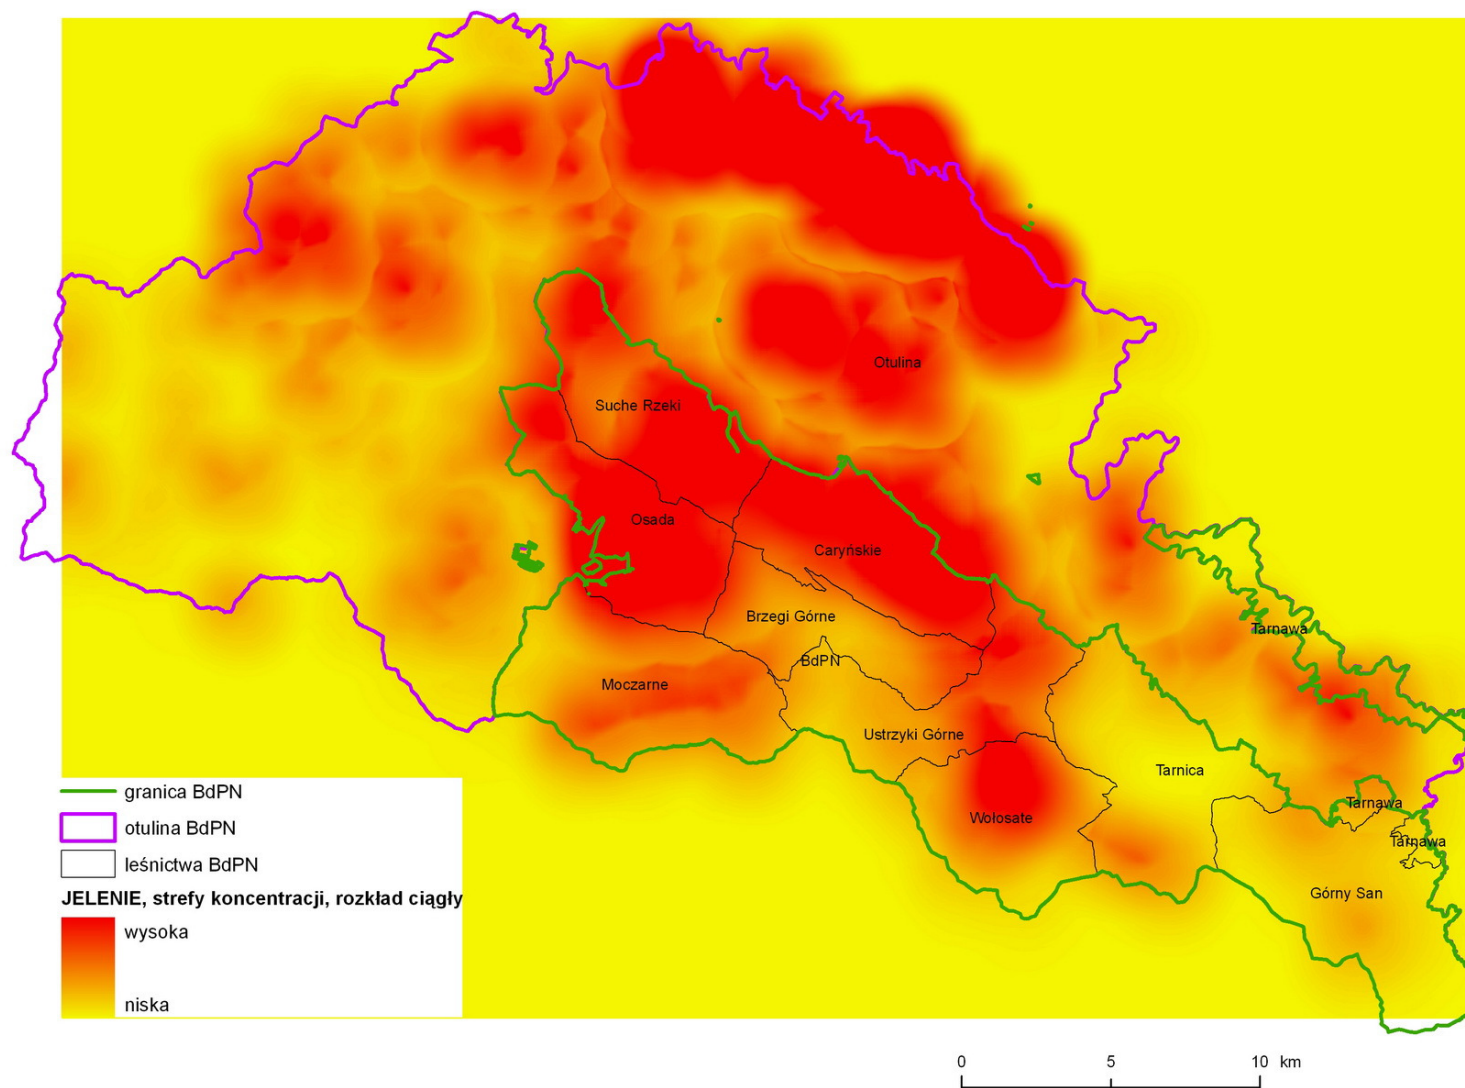 Otulina
Suche Rzeki
Osada
Caryńskie
Brzegi Górne
Tarnawa
BdPN
Moczarne
Ustrzyki Górne
Tarnica
Tarnawa
Wołosate
Tarnawa
Górny San
granica BdPN
otulina BdPN
leśnictwa BdPN
JELENIE, strefy koncentracji, rozkład ciągły
wysoka
niska
0 5 10 km